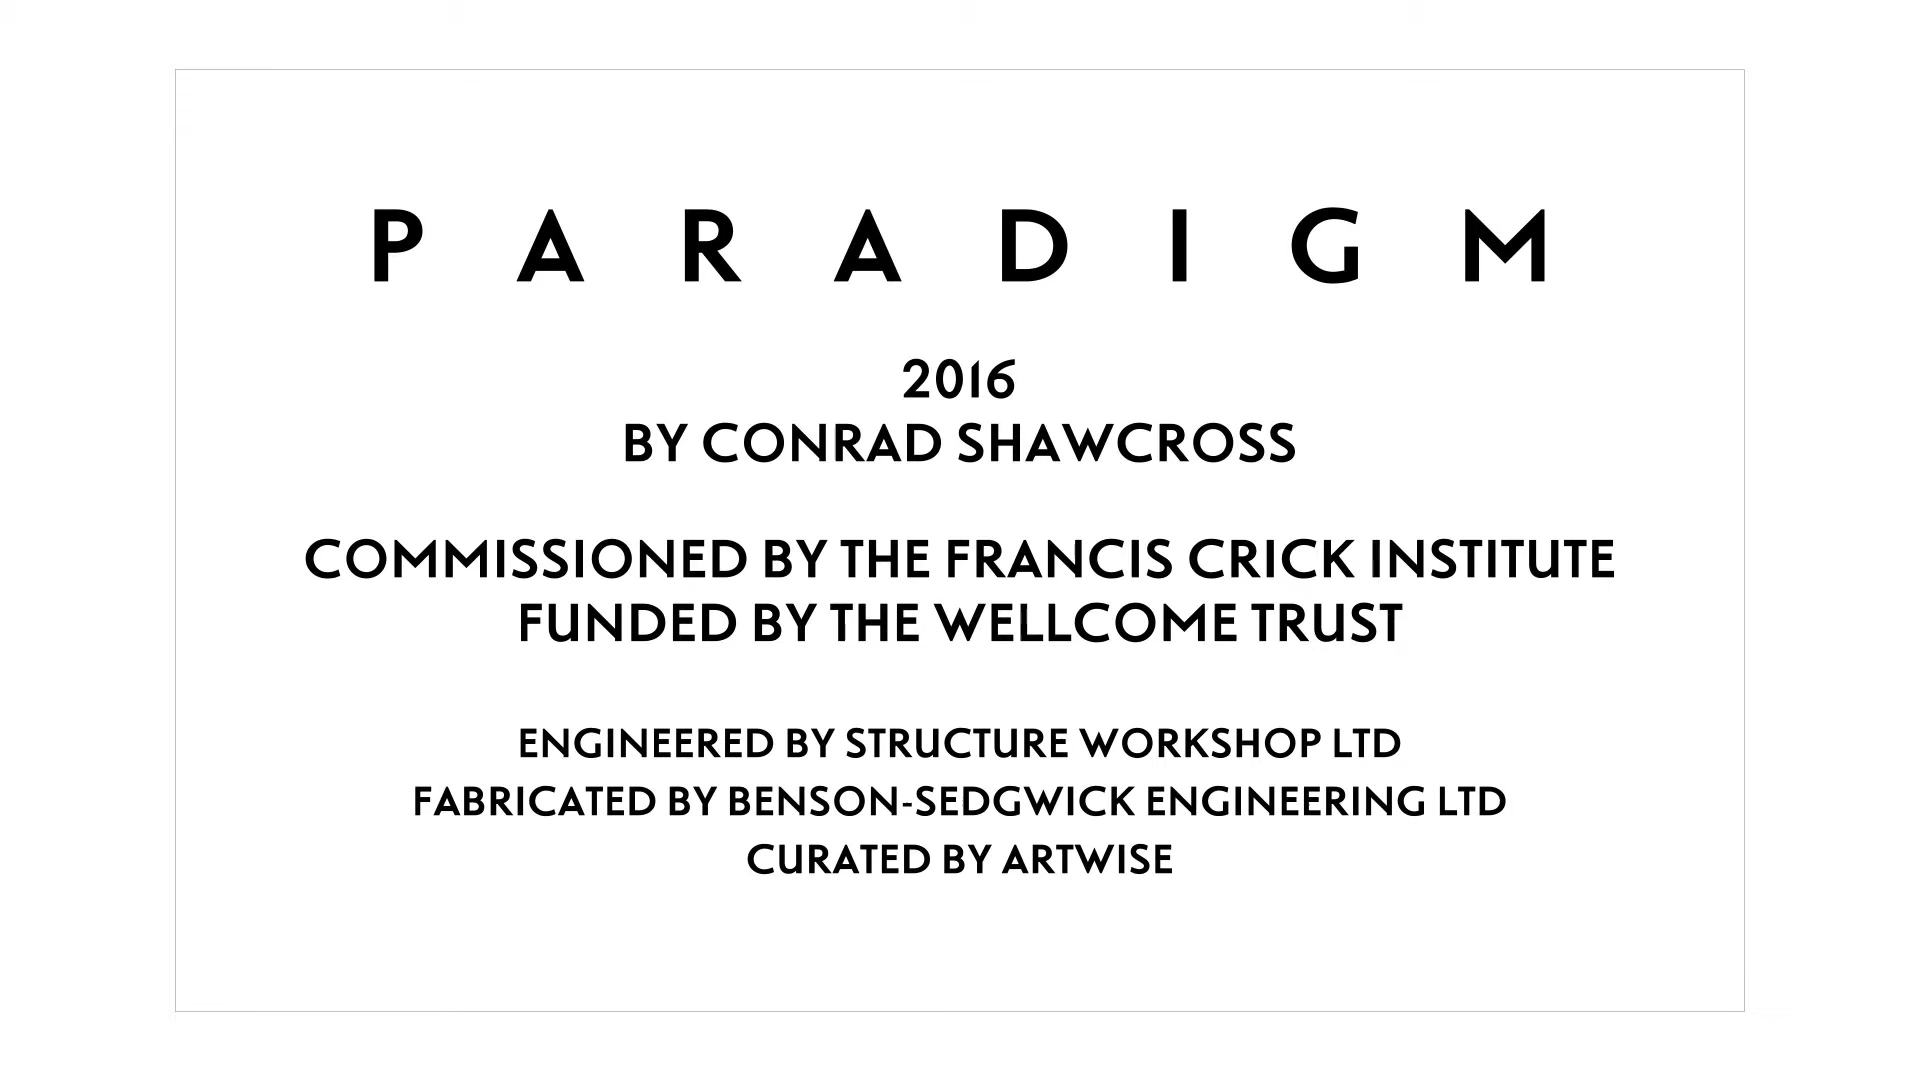 PARADIGM
2016
BY CONRAD SHAWCROSS
COMMISSIONED BY THE FRANCIS CRICK INSTITUTE
FUNDED BY THE WELLCOME TRUST
ENGINEERED BY STRUCTURE WORKSHOP LTD
FABRICATED BY BENSON-SEDGWICK ENGINEERING LTD
CURATED BY ARTWISE